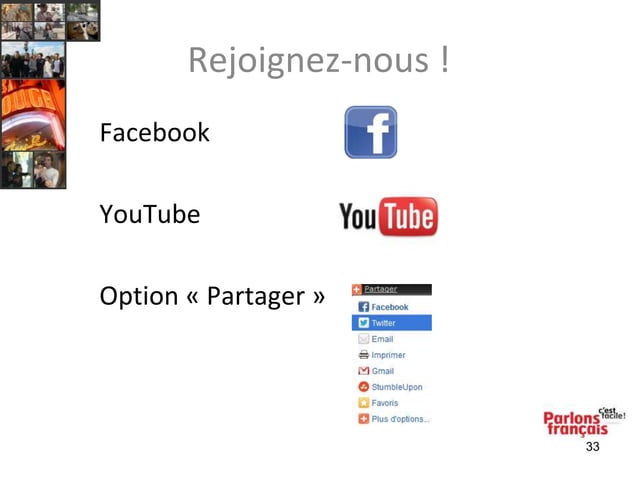 Rejoignez-nous !
Facebook
f
YouTube
You Tube
Option « Partager »
Partager
Facebook
Twitter
Email
Imprimer
Gmail
StumbleUpon
Favoris
Plus d'options...
Parlons
c'est
facile!
français
33